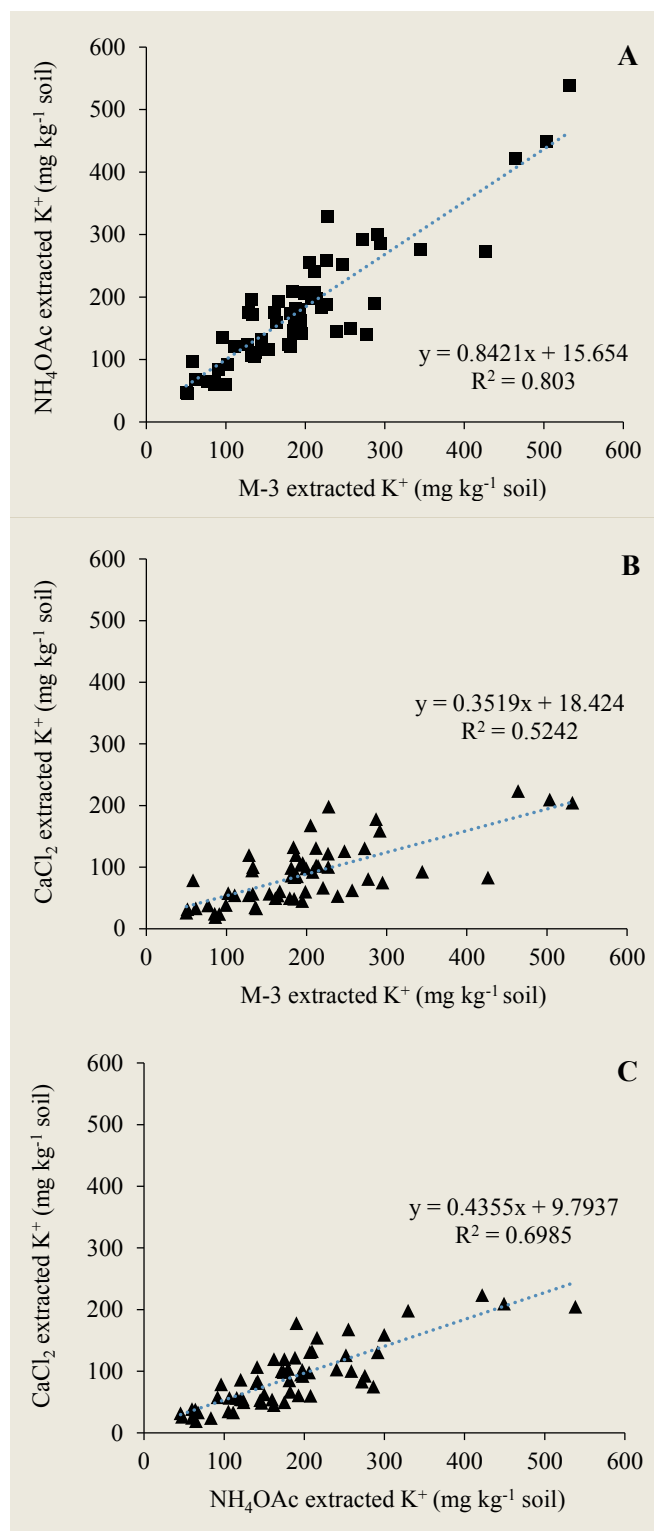 A
600
500
400
300
200
100
0
NH₄OAc extracted K⁺ (mg kg⁻¹ soil)
y = 0.8421x + 15.654
R² = 0.803
0 100 200 300 400 500 600
M-3 extracted K⁺ (mg kg⁻¹ soil)
B
600
500
400
300
200
100
0
CaCl₂ extracted K⁺ (mg kg⁻¹ soil)
y = 0.3519x + 18.424
R² = 0.5242
0 100 200 300 400 500 600
M-3 extracted K⁺ (mg kg⁻¹ soil)
C
600
500
400
300
200
100
0
CaCl₂ extracted K⁺ (mg kg⁻¹ soil)
y = 0.4355x + 9.7937
R² = 0.6985
0 100 200 300 400 500 600
NH₄OAc extracted K⁺ (mg kg⁻¹ soil)